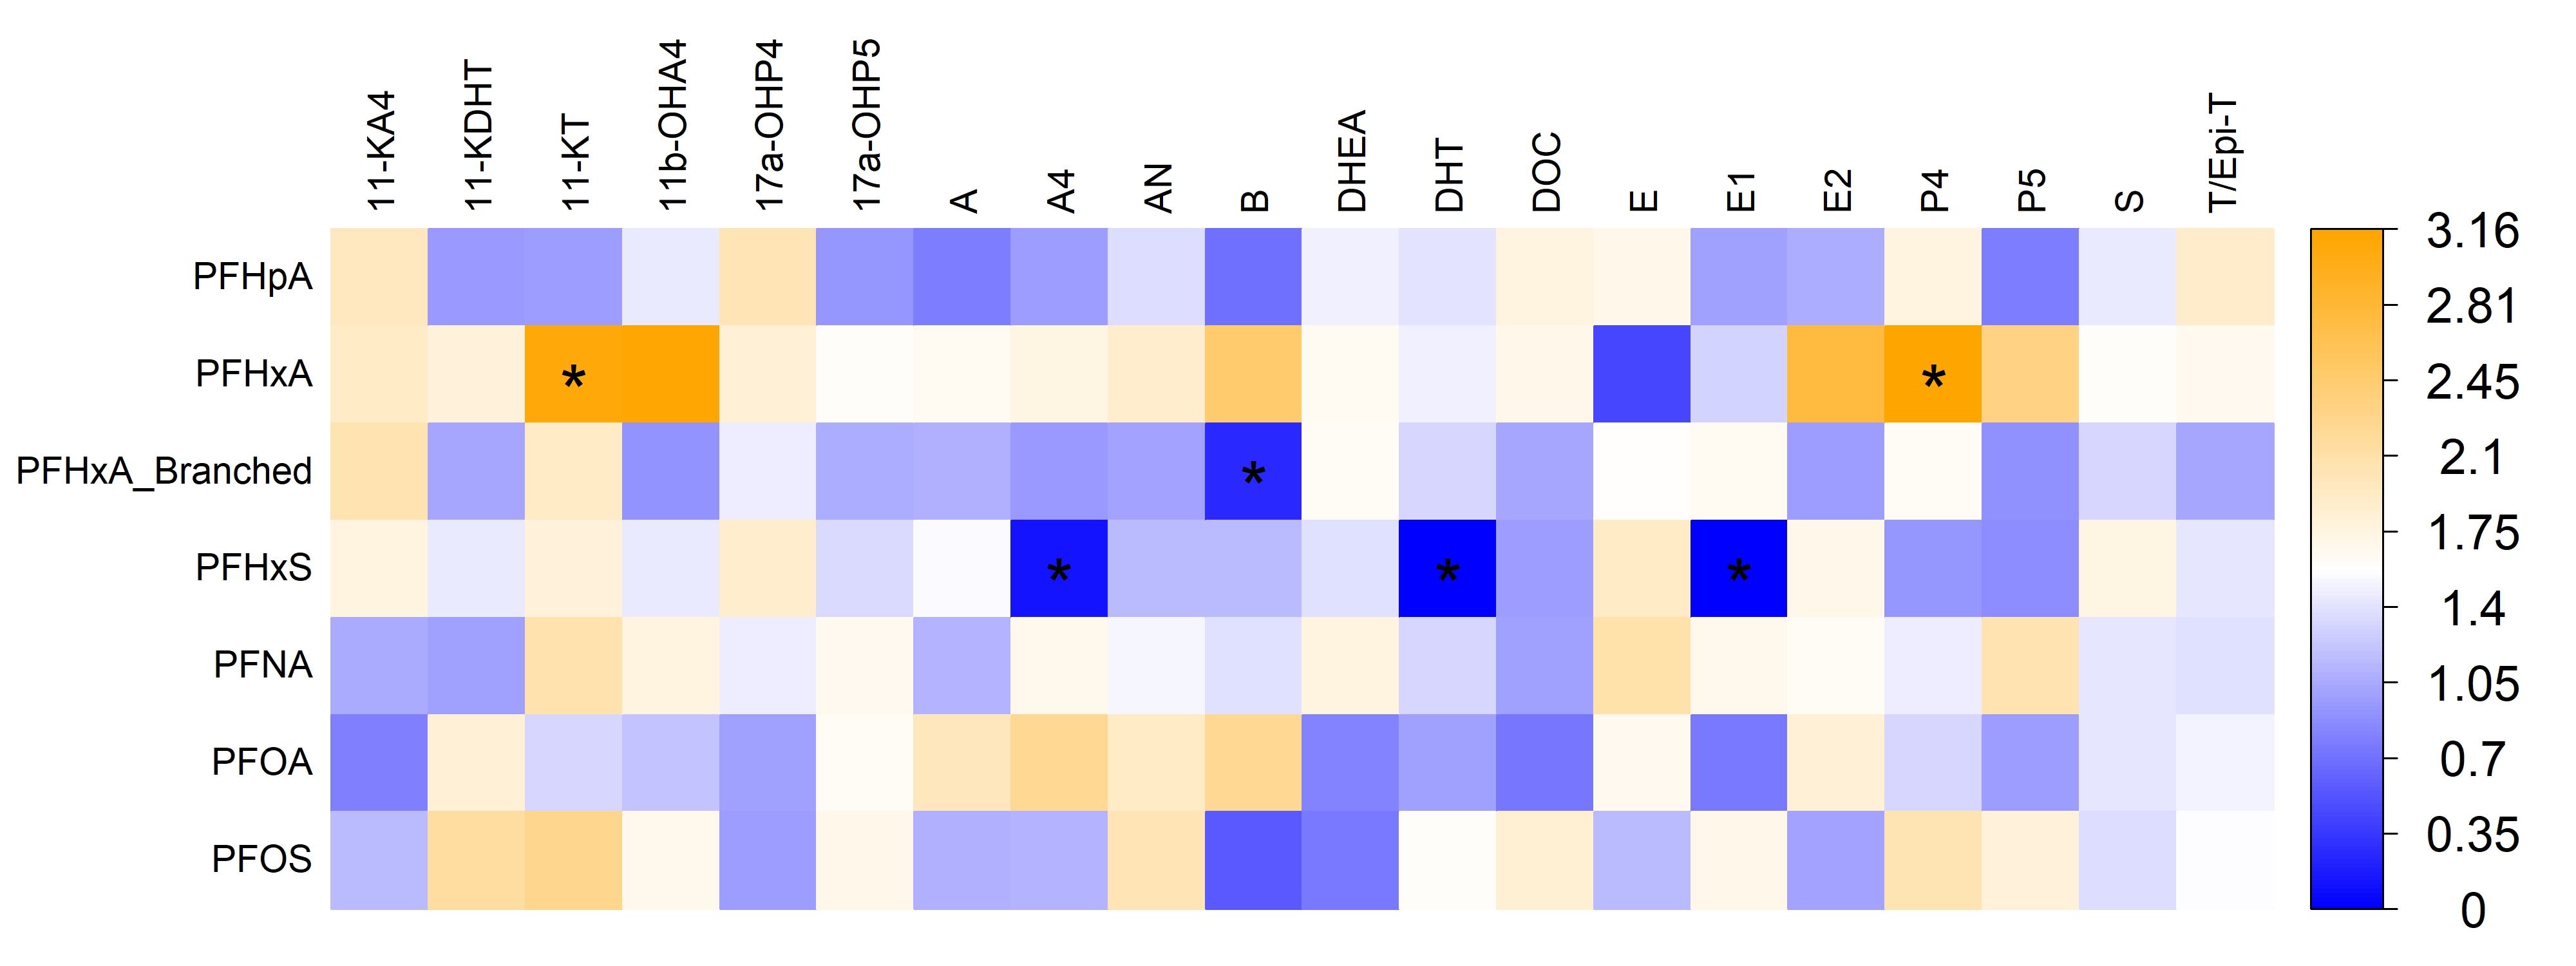 11-KA4
11-KDHT
11-KT
11b-OHA4
17a-OHP4
17a-OHP5
A
A4
AN
B
DHEA
DHT
DOC
E
E1
E2
P4
P5
S
T/Epi-T
PFHpA
PFHxA
* *
PFHxA_Branched
*
PFHxS
* * *
PFNA
PFOA
PFOS
3.16
2.81
2.45
2.1
1.75
1.4
1.05
0.7
0.35
0